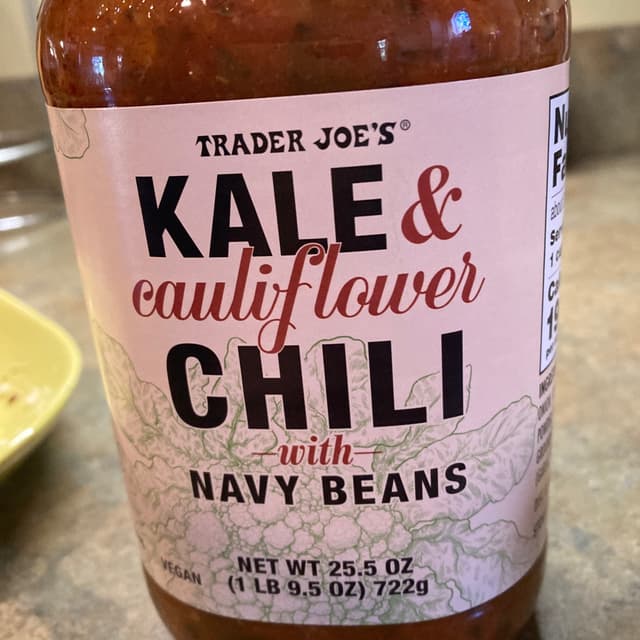 TRADER JOE'S®
KALE &
cauliflower
CHILI
with
NAVY BEANS
VEGAN
NET WT 25.5 OZ
(1 LB 9.5 OZ) 722g